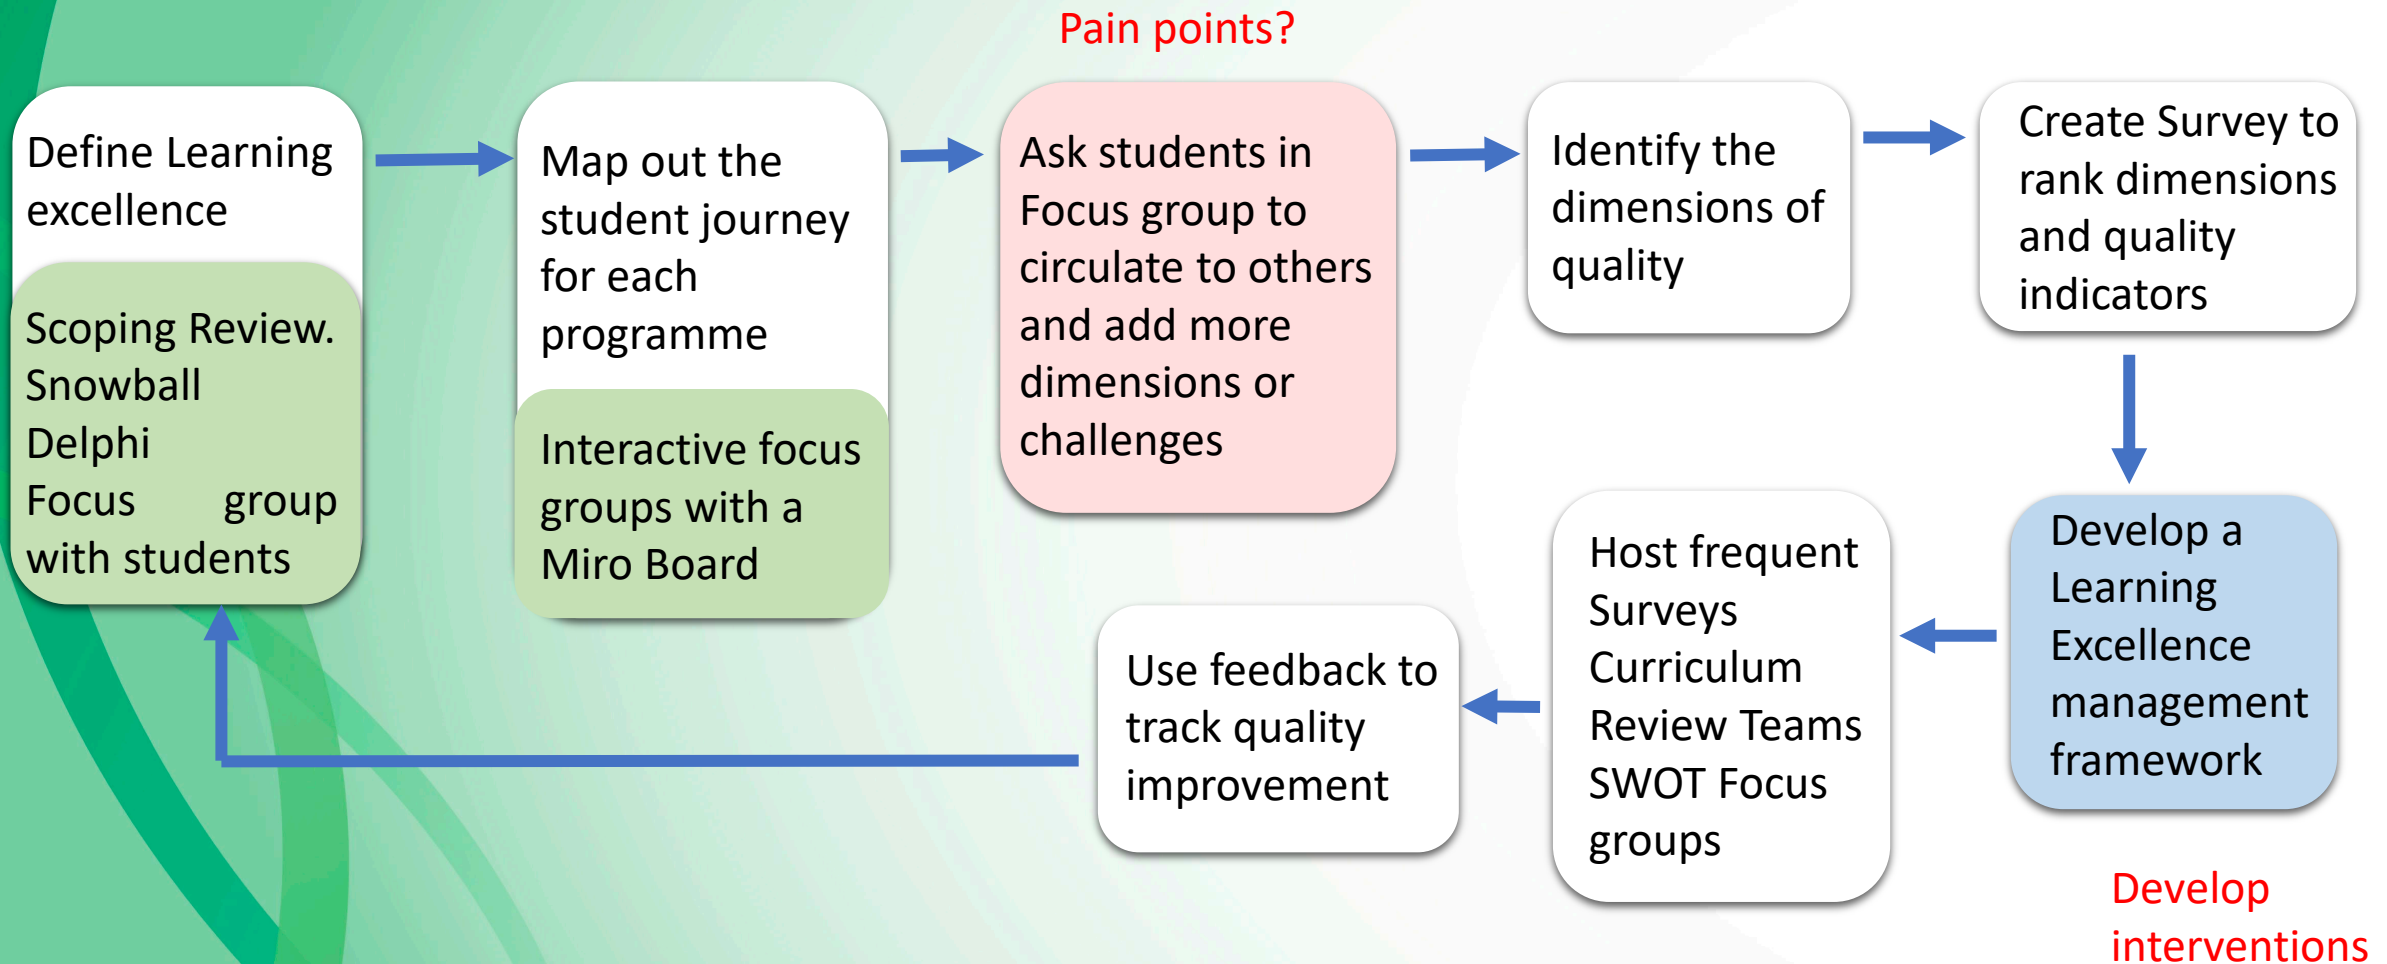 Pain points?
Define Learning
excellence
Scoping Review.
Snowball
Delphi
Focus group
with students
Map out the
student journey
for each
programme
Interactive focus
groups with a
Miro Board
Ask students in
Focus group to
circulate to others
and add more
dimensions or
challenges
Identify the
dimensions of
quality
Create Survey to
rank dimensions
and quality
indicators
Develop a
Learning
Excellence
management
framework
Develop
interventions
Host frequent
Surveys
Curriculum
Review Teams
SWOT Focus
groups
Use feedback to
track quality
improvement